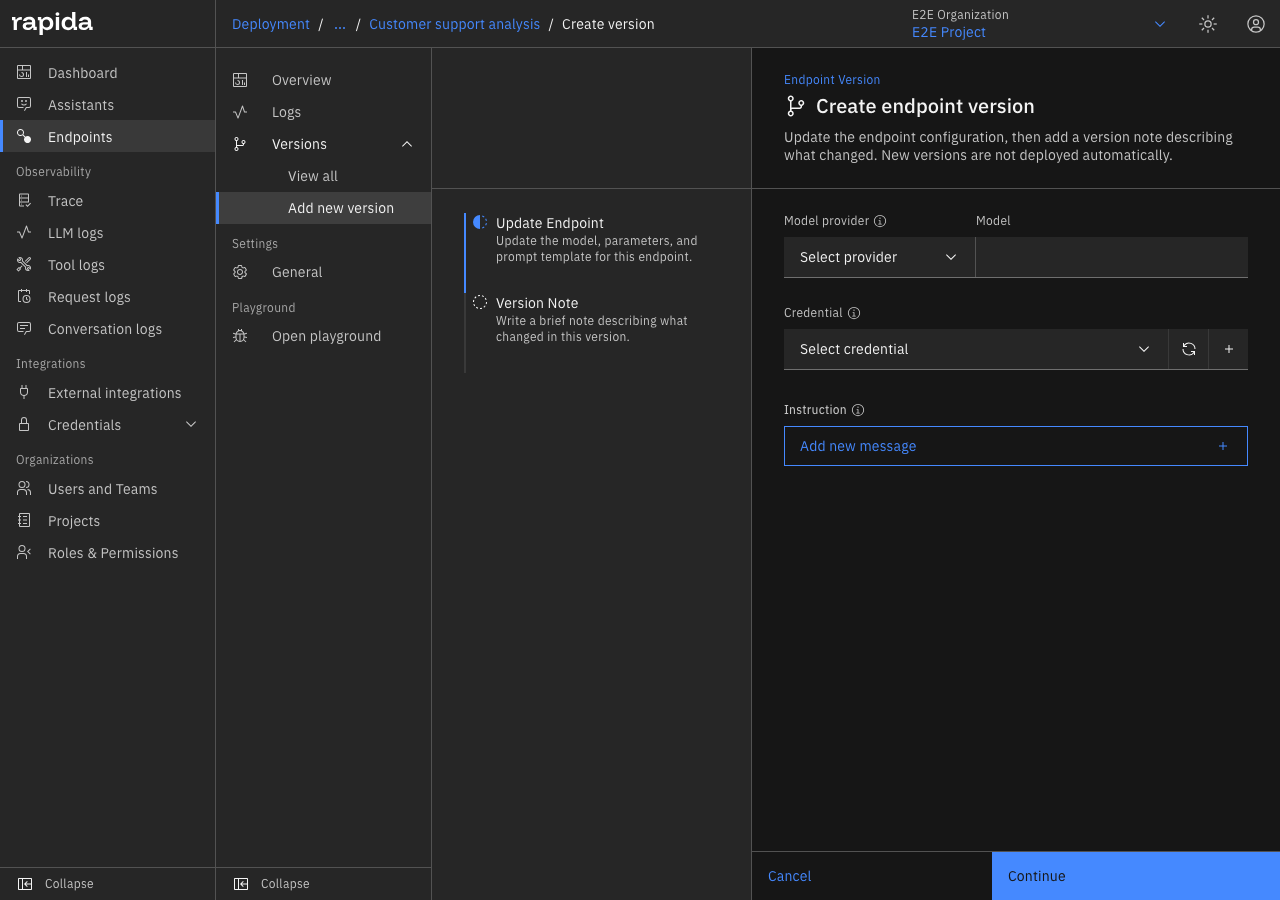 rapida
Deployment / ... / Customer support analysis / Create version
E2E Organization
E2E Project
Dashboard
Assistants
Endpoints
Observability
Trace
LLM logs
Tool logs
Request logs
Conversation logs
Integrations
External integrations
Credentials
Organizations
Users and Teams
Projects
Roles & Permissions
Collapse
Overview
Logs
Versions
View all
Add new version
Settings
General
Playground
Open playground
Collapse
Update Endpoint
Update the model, parameters, and
prompt template for this endpoint.
Version Note
Write a brief note describing what
changed in this version.
Endpoint Version
Create endpoint version
Update the endpoint configuration, then add a version note describing
what changed. New versions are not deployed automatically.
Model provider
Model
Select provider
Credential
Select credential
Instruction
Add new message
Cancel
Continue